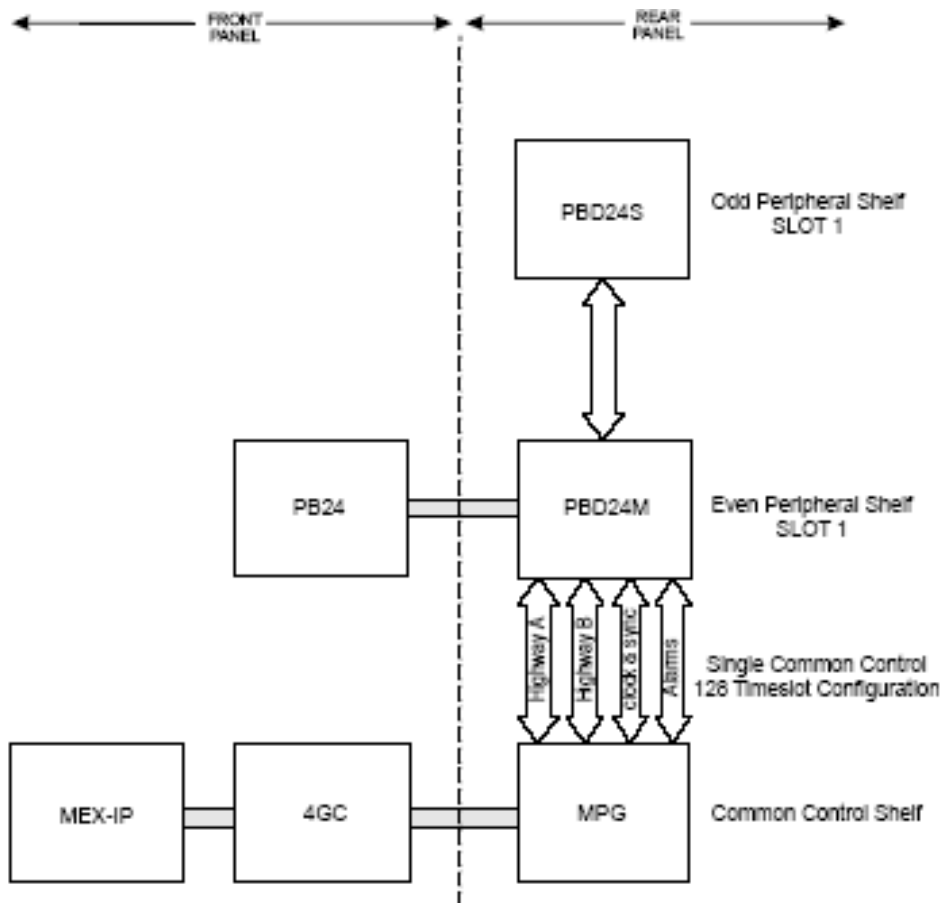 FRONT
PANEL
REAR
PANEL
PBD24S
Odd Peripheral Shelf
SLOT 1
PB24
PBD24M
Even Peripheral Shelf
SLOT 1
Highway A
Highway B
clock & sync
Alarms
Single Common Control
128 Timeslot Configuration
MEX-IP
4GC
MPG
Common Control Shelf